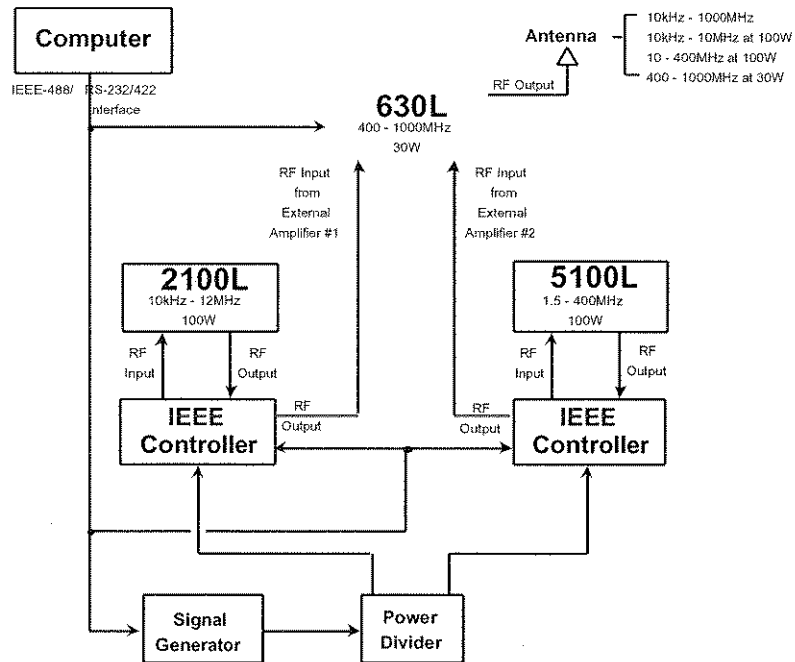 Computer
IEEE-488/ RS-232/422
nterface
Antenna
10kHz - 1000MHz
10kHz - 10MHz at 100W
10 - 400MHz at 100W
400 - 1000MHz at 30W
RF Output
630L
400 - 1000MHz
30W
RF Input
from
External
Amplifier #1
RF Input
from
External
Amplifier #2
2100L
10kHz - 12MHz
100W
5100L
1.5 - 400MHz
100W
RF
Input
RF
Output
RF
Input
RF
Output
IEEE
Controller
RF
Output
RF
Output
IEEE
Controller
Signal
Generator
Power
Divider